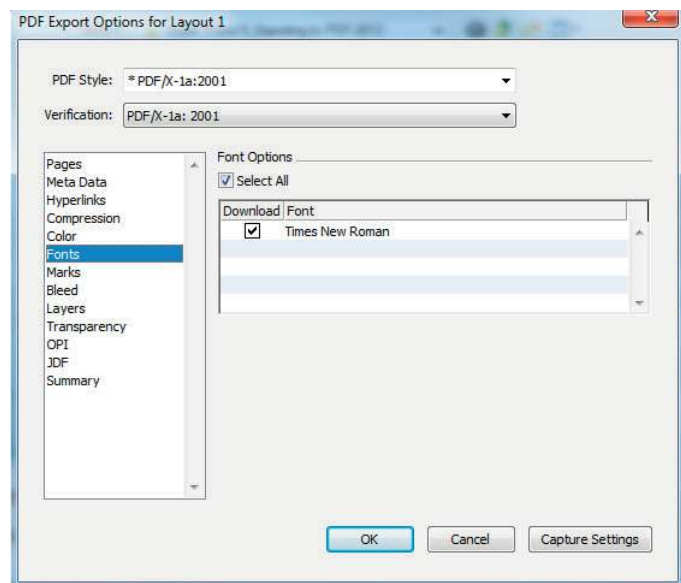 PDF Export Options for Layout 1
PDF Style: * PDF/X-1a:2001
Verification: PDF/X-1a: 2001
Pages
Meta Data
Hyperlinks
Compression
Color
Fonts
Marks
Bleed
Layers
Transparency
OPI
JDF
Summary
Font Options
Select All
Download Font
Times New Roman
OK Cancel Capture Settings